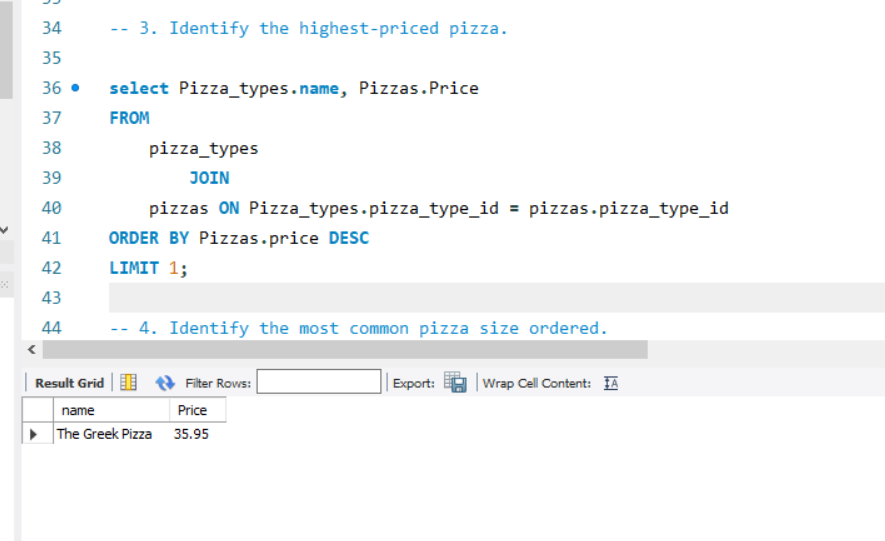 34 -- 3. Identify the highest-priced pizza.
35
36 select Pizza_types.name, Pizzas.Price
37 FROM
38 pizza_types
39 JOIN
40 pizzas ON Pizza_types.pizza_type_id = pizzas.pizza_type_id
41 ORDER BY Pizzas.price DESC
42 LIMIT 1;
43
44 -- 4. Identify the most common pizza size ordered.
Result Grid Filter Rows: Export: Wrap Cell Content: IA
name Price
The Greek Pizza 35.95